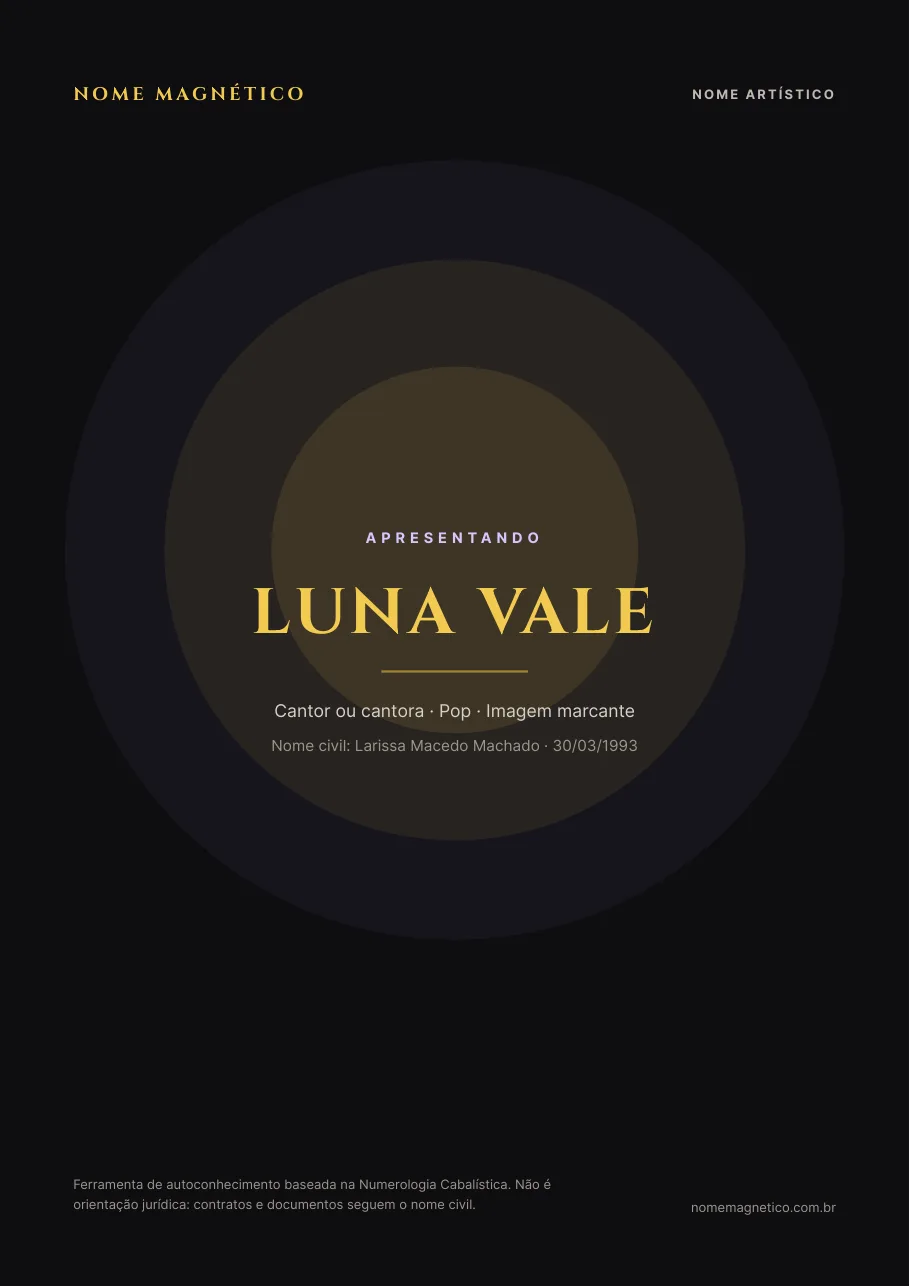 NOME MAGNÉTICO
NOME ARTÍSTICO
APRESENTANDO
LUNA VALE
Cantor ou cantora · Pop · Imagem marcante
Nome civil: Larissa Macedo Machado · 30/03/1993
Ferramenta de autoconhecimento baseada na Numerologia Cabalística. Não é
orientação jurídica: contratos e documentos seguem o nome civil.
nomemagnetico.com.br